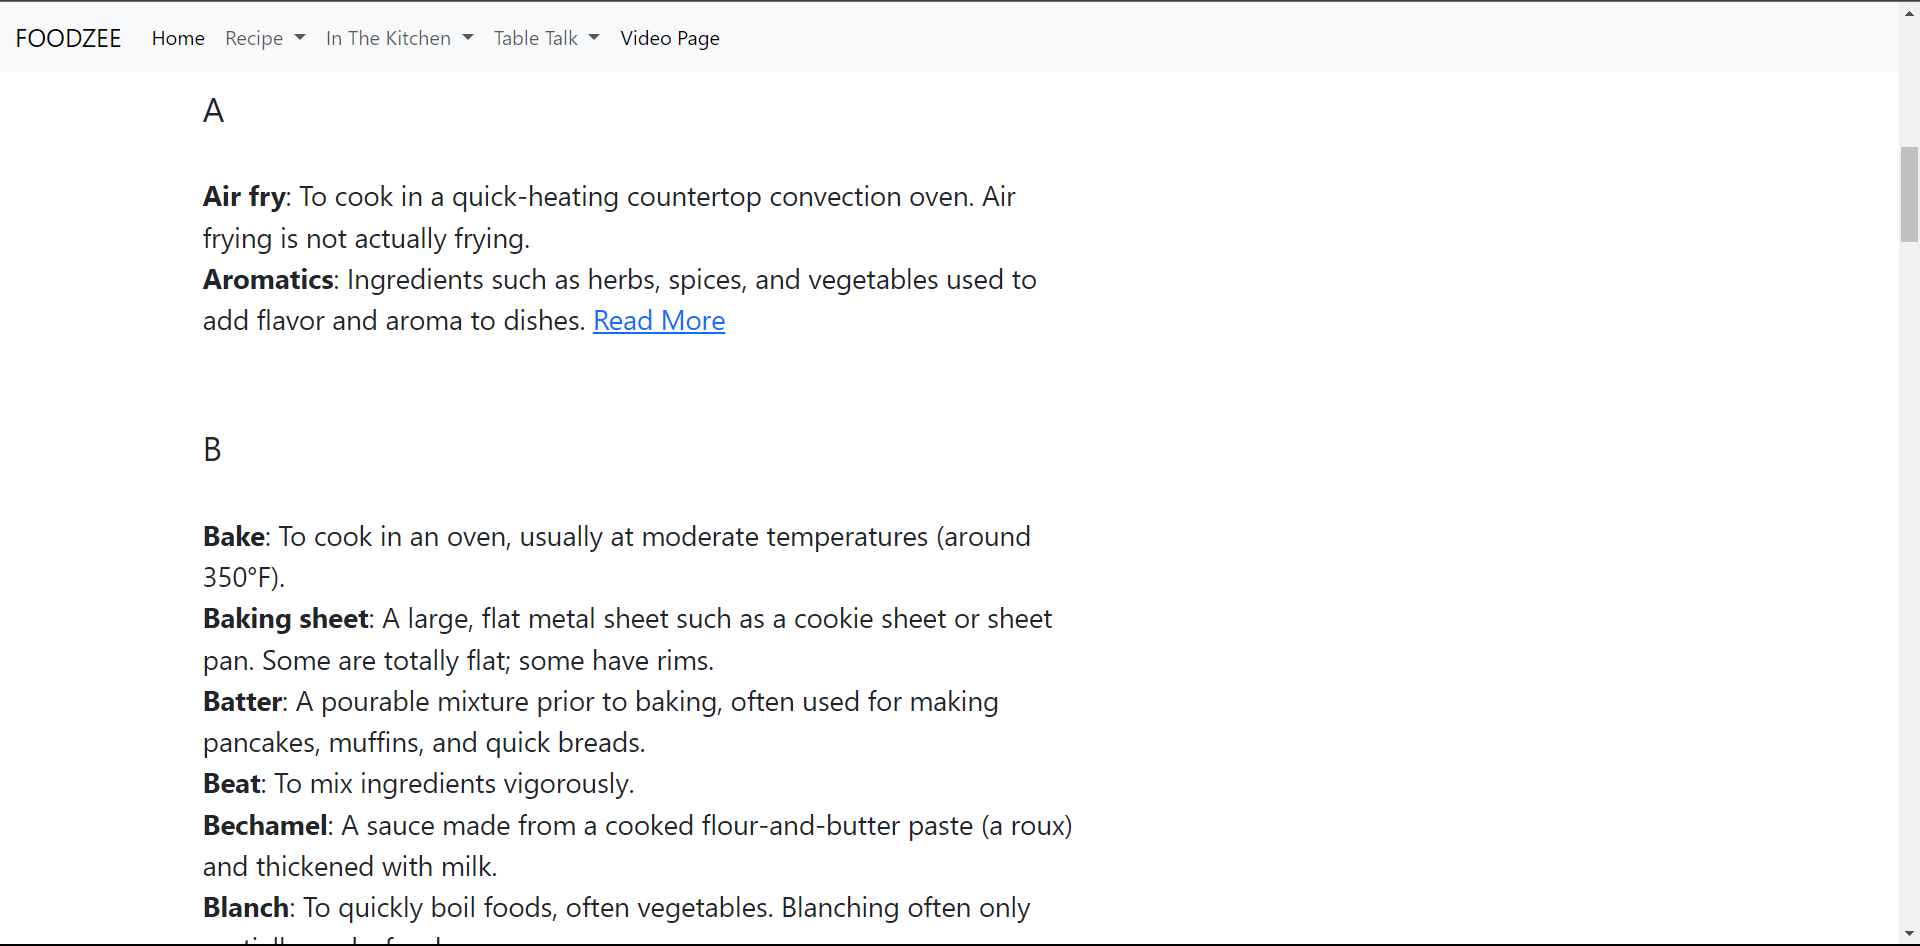 FOODZEE Home Recipe In The Kitchen Table Talk Video Page
A
Air fry: To cook in a quick-heating countertop convection oven. Air
frying is not actually frying.
Aromatics: Ingredients such as herbs, spices, and vegetables used to
add flavor and aroma to dishes. Read More
B
Bake: To cook in an oven, usually at moderate temperatures (around
350°F).
Baking sheet: A large, flat metal sheet such as a cookie sheet or sheet
pan. Some are totally flat; some have rims.
Batter: A pourable mixture prior to baking, often used for making
pancakes, muffins, and quick breads.
Beat: To mix ingredients vigorously.
Bechamel: A sauce made from a cooked flour-and-butter paste (a roux)
and thickened with milk.
Blanch: To quickly boil foods, often vegetables. Blanching often only